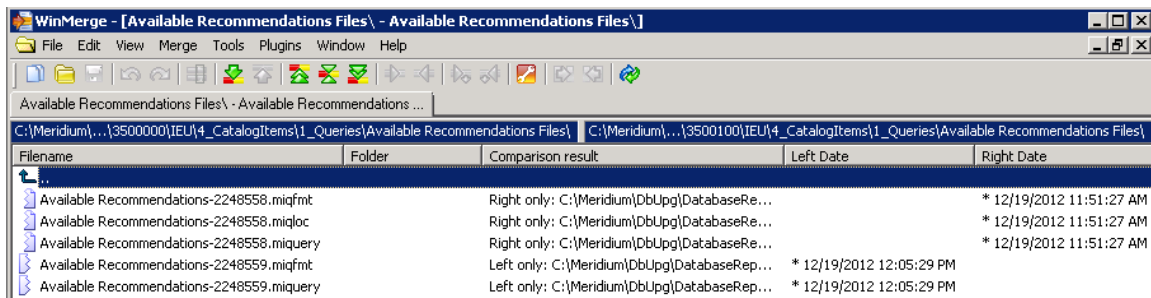 WinMerge - [Available Recommendations Files\ - Available Recommendations Files\]
File Edit View Merge Tools Plugins Window Help
Available Recommendations Files\ - Available Recommendations ...
C:\Meridium\...\3500000\IEU\4_CatalogItems\1_Queries\Available Recommendations Files\ C:\Meridium\...\3500100\IEU\4_CatalogItems\1_Queries\Available Recommendations Files\
Filename Folder Comparison result Left Date Right Date
..
Available Recommendations-2248558.miqfmt Right only: C:\Meridium\DbUpg\DatabaseRe... * 12/19/2012 11:51:27 AM
Available Recommendations-2248558.miqloc Right only: C:\Meridium\DbUpg\DatabaseRe... * 12/19/2012 11:51:27 AM
Available Recommendations-2248558.miquery Right only: C:\Meridium\DbUpg\DatabaseRe... * 12/19/2012 11:51:27 AM
Available Recommendations-2248559.miqfmt Left only: C:\Meridium\DbUpg\DatabaseRep... * 12/19/2012 12:05:29 PM
Available Recommendations-2248559.miquery Left only: C:\Meridium\DbUpg\DatabaseRep... * 12/19/2012 12:05:29 PM